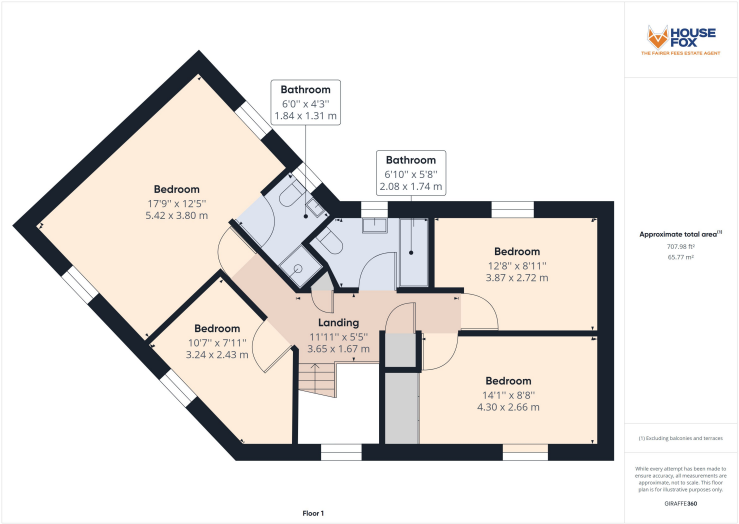 HOUSE
FOX
THE FAIRER FEES ESTATE AGENT
Bathroom
6'0" x 4'3"
1.84 x 1.31 m
Bathroom
6'10" x 5'8"
2.08 x 1.74 m
Bedroom
17'9" x 12'5"
5.42 x 3.80 m
Bedroom
12'8" x 8'11"
3.87 x 2.72 m
Bedroom
10'7" x 7'11"
3.24 x 2.43 m
Landing
11'11" x 5'5"
3.65 x 1.67 m
Bedroom
14'1" x 8'8"
4.30 x 2.66 m
Floor 1
Approximate total area(1)
707.98 ft²
65.77 m²
(1) Excluding balconies and terraces
While every attempt has been made to
ensure accuracy, all measurements are
approximate, not to scale. This floor
plan is for illustrative purposes only.
GIRAFFE360